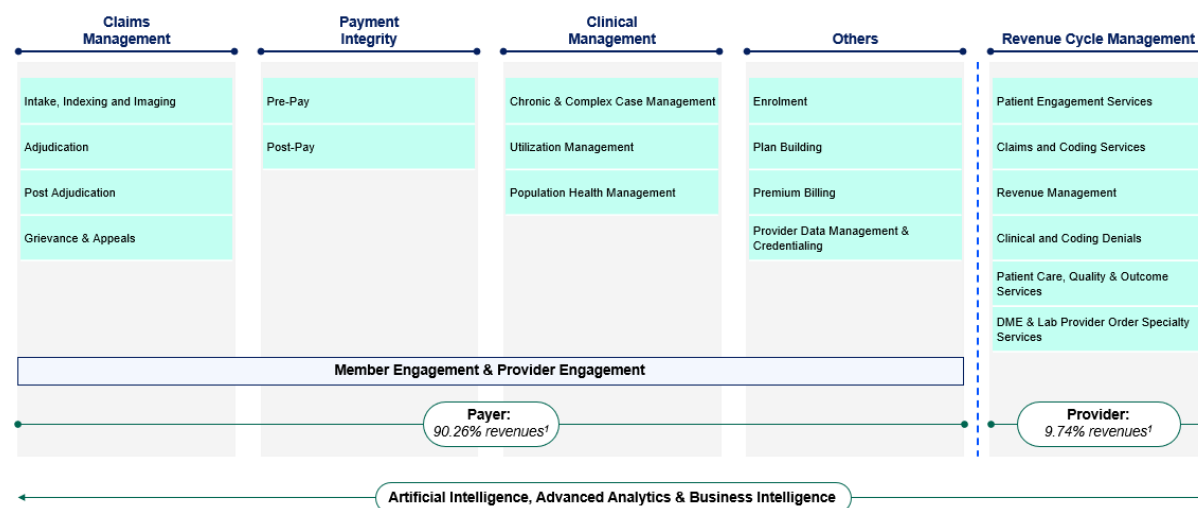 Claims
Management
Payment
Integrity
Clinical
Management
Others
Revenue Cycle Management
Intake, Indexing and Imaging
Adjudication
Post Adjudication
Grievance & Appeals
Pre-Pay
Post-Pay
Chronic & Complex Case Management
Utilization Management
Population Health Management
Enrolment
Plan Building
Premium Billing
Provider Data Management &
Credentialing
Patient Engagement Services
Claims and Coding Services
Revenue Management
Clinical and Coding Denials
Patient Care, Quality & Outcome
Services
DME & Lab Provider Order Specialty
Services
Member Engagement & Provider Engagement
Payer:
90.26% revenues¹
Provider:
9.74% revenues¹
Artificial Intelligence, Advanced Analytics & Business Intelligence